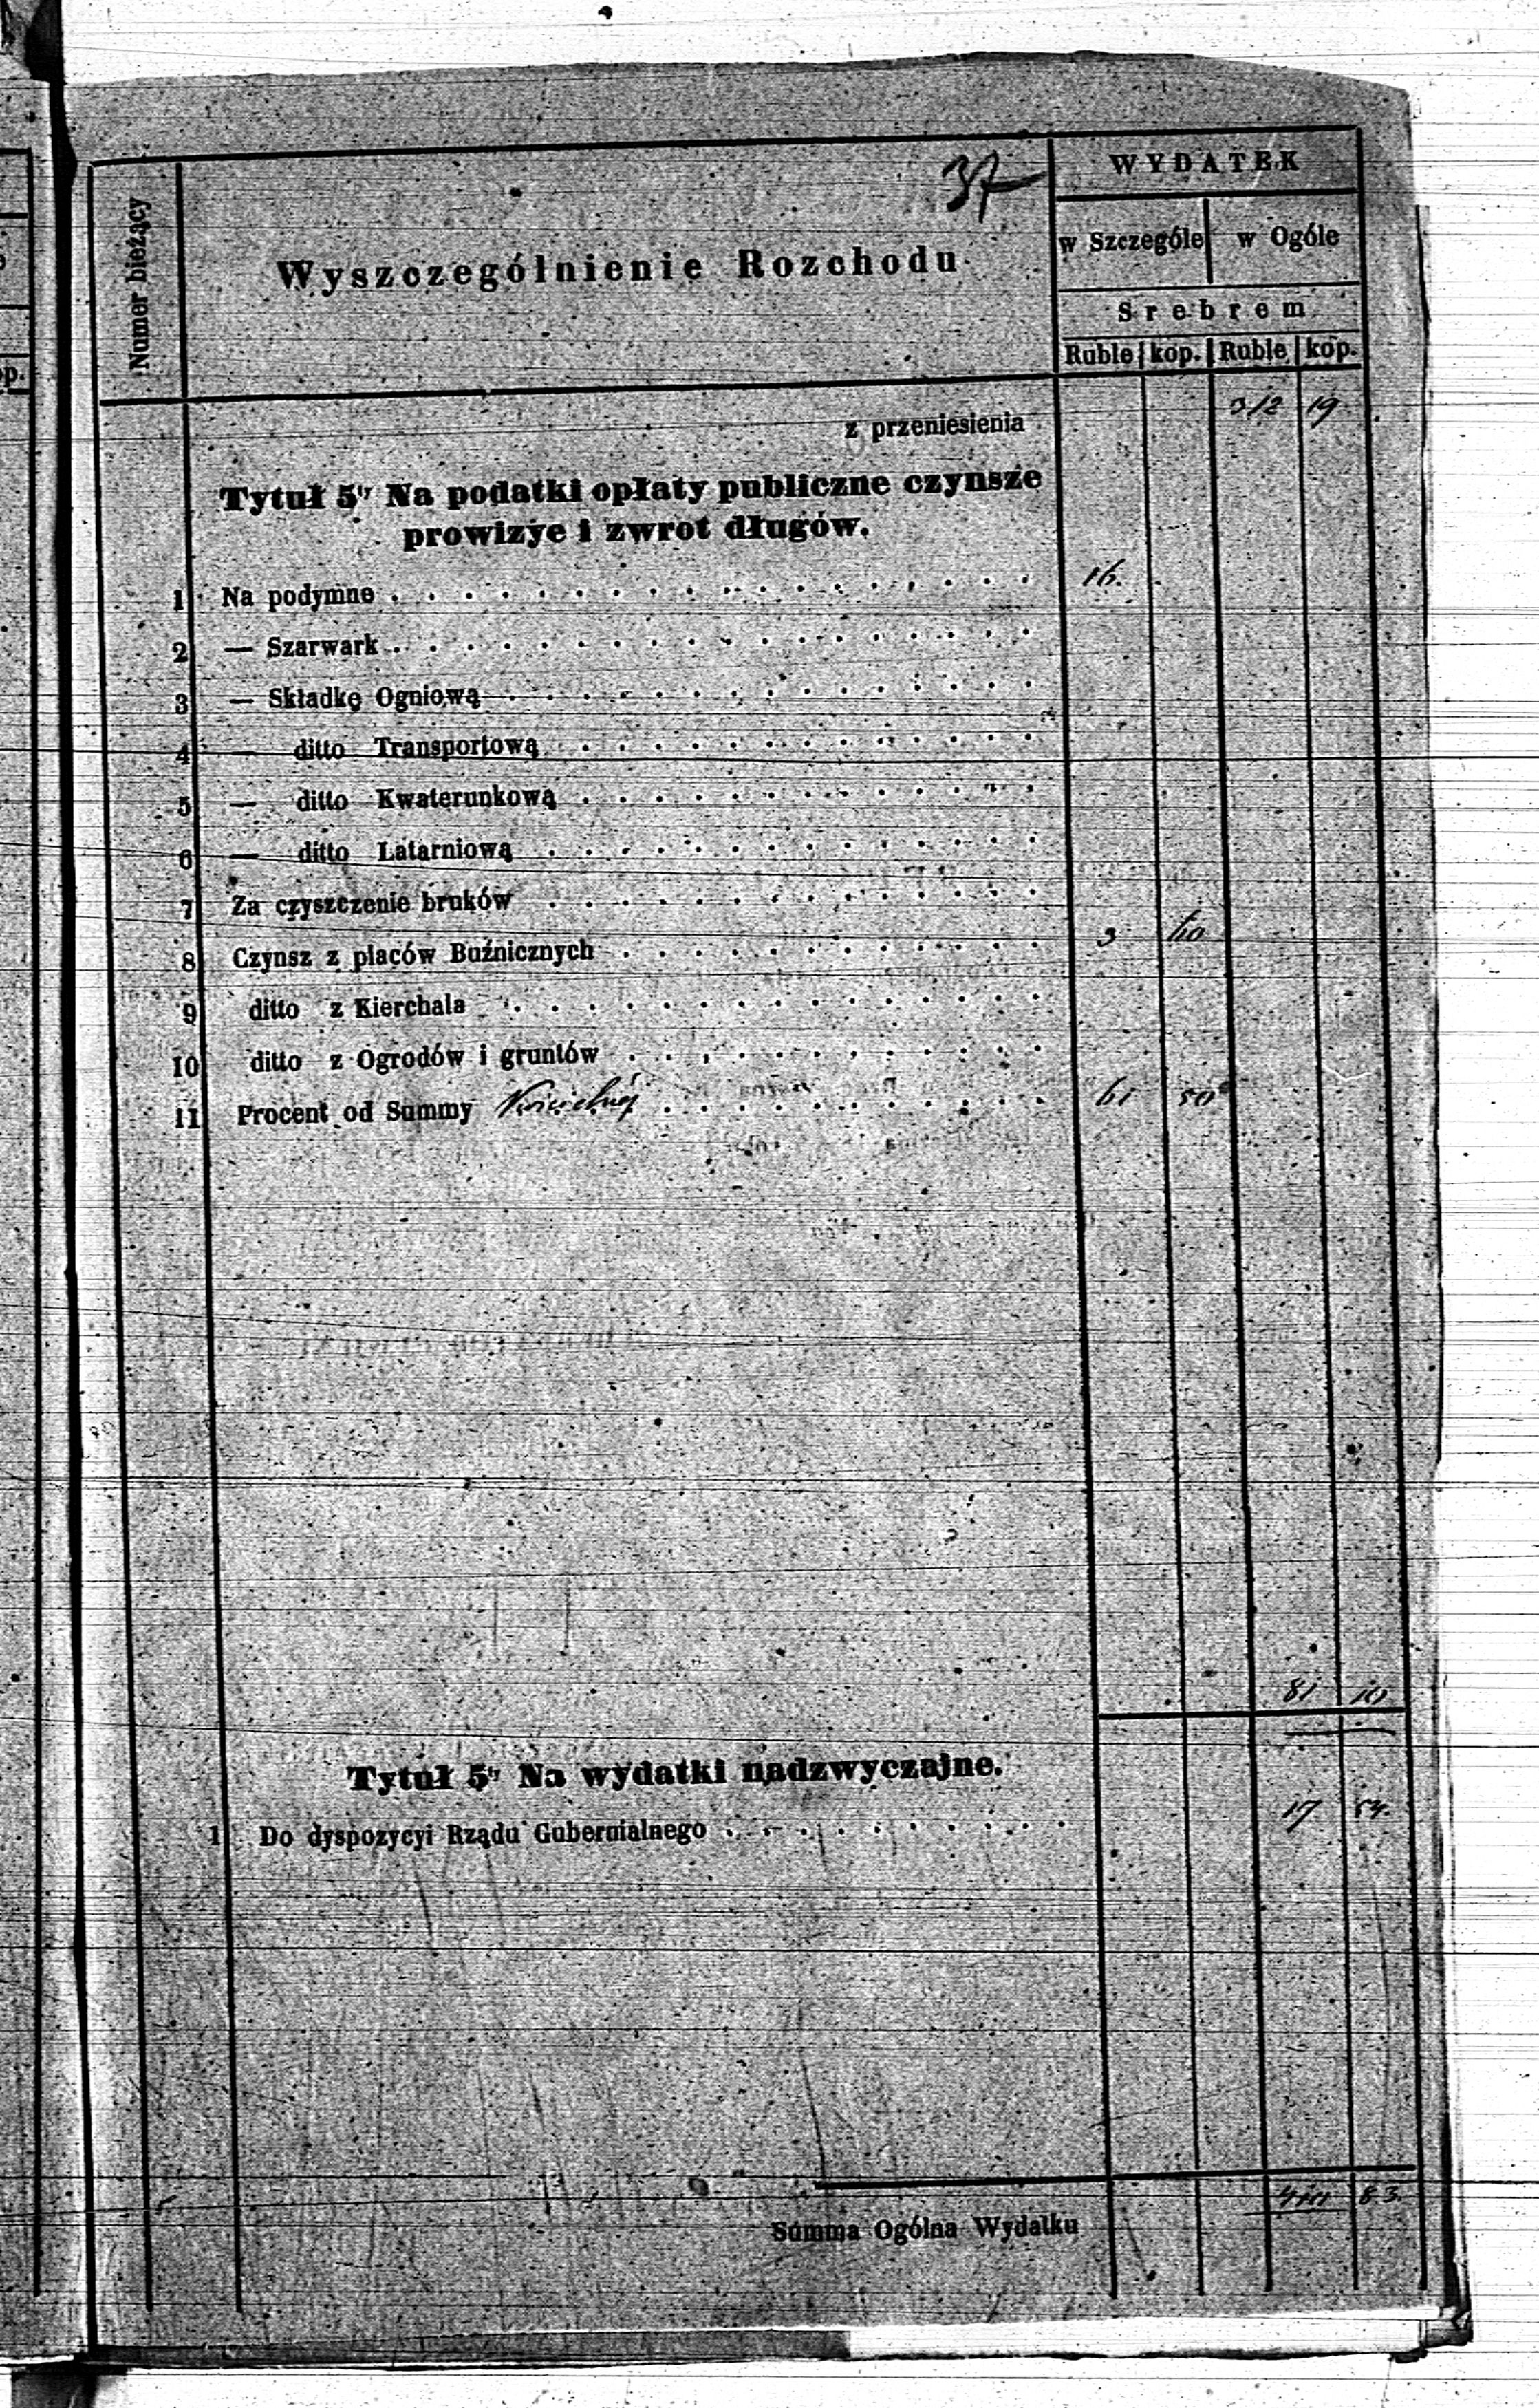 37
Numer bieżący
Wyszczególnienie Rozchodu
WYDATEK
w Szczególe w Ogóle
Srebrem
Ruble kop. Ruble kop.
z przeniesienia 312 19
Tytuł 5ty Na podatki opłaty publiczne czynsze
prowizye i zwrot długów.
1 Na podymne 16.
2 — Szarwark
3 — Składkę Ogniową
4 — ditto Transportową
5 — ditto Kwaterunkową
6 — ditto Latarniową
7 Za czyszczenie bruków
8 Czynsz z placów Buźnicznych 3 60
9 ditto z Kierchala
10 ditto z Ogrodów i gruntów
11 Procent od Summy 61 50
81 10
Tytuł 5ty Na wydatki nadzwyczajne.
1 Do dyspozycyi Rządu Gubernialnego 17 54.
Summa Ogólna Wydatku 410 83.